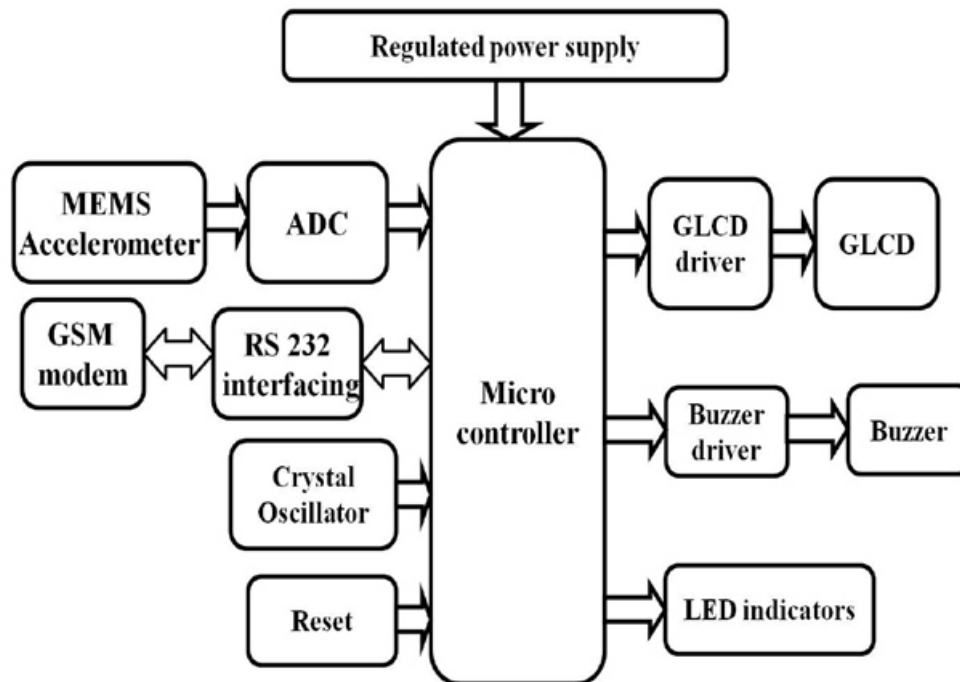 Regulated power supply
MEMS
Accelerometer
ADC
GLCD
driver
GLCD
GSM
modem
RS 232
interfacing
Micro
controller
Buzzer
driver
Buzzer
Crystal
Oscillator
Reset
LED indicators